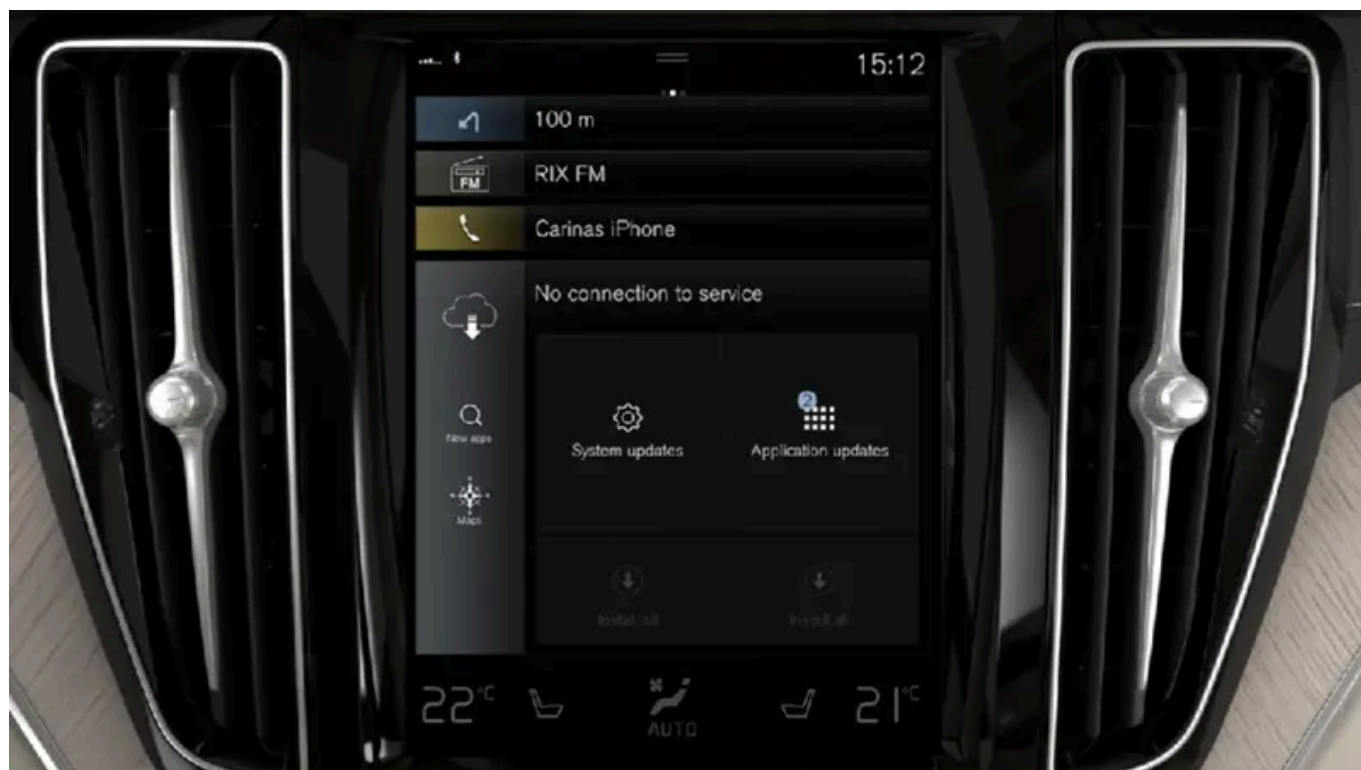 15:12
100 m
FM
RIX FM
Carinas iPhone
No connection to service
2
New apps
System updates
Application updates
Maps
Install all
Install all
22°C
AUTO
21°C